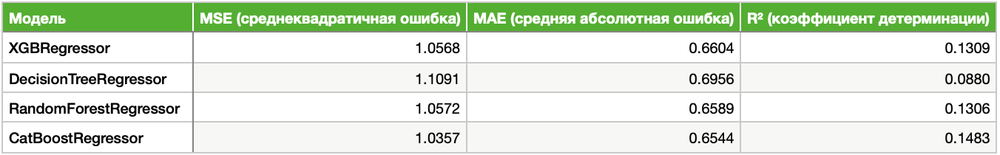 Модель MSE (среднеквадратичная ошибка) MAE (средняя абсолютная ошибка) R² (коэффициент детерминации)
XGBRegressor 1.0568 0.6604 0.1309
DecisionTreeRegressor 1.1091 0.6956 0.0880
RandomForestRegressor 1.0572 0.6589 0.1306
CatBoostRegressor 1.0357 0.6544 0.1483